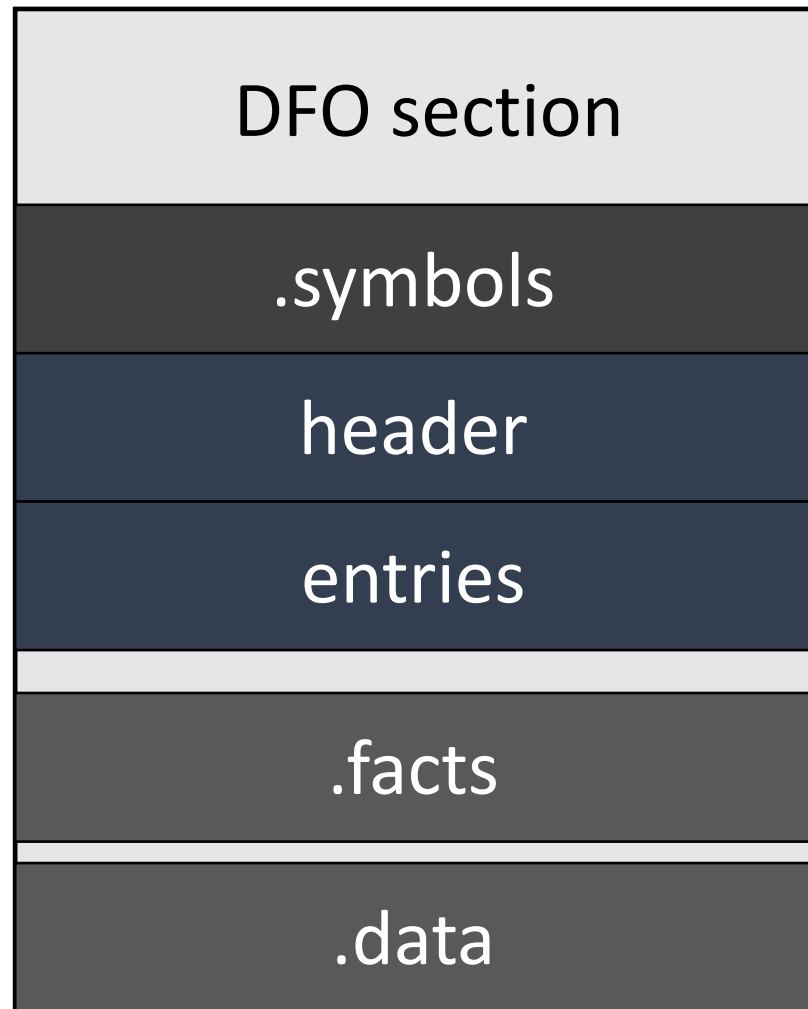 DFO section
.symbols
header
entries
.facts
.data